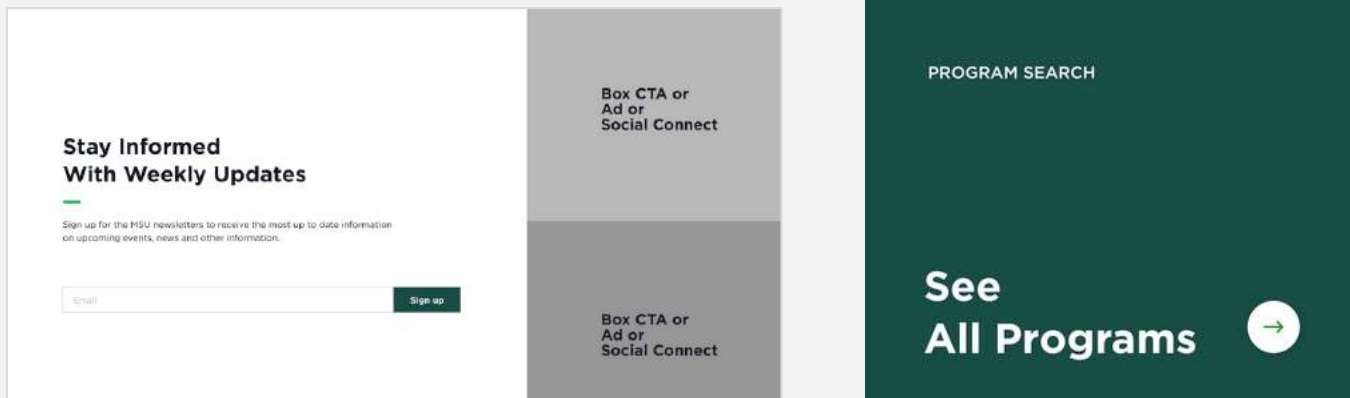 Stay Informed
With Weekly Updates
Sign up for the MSU newsletters to receive the most up to date information
on upcoming events, news and other information.
Email
Sign up
Box CTA or
Ad or
Social Connect
Box CTA or
Ad or
Social Connect
PROGRAM SEARCH
See
All Programs